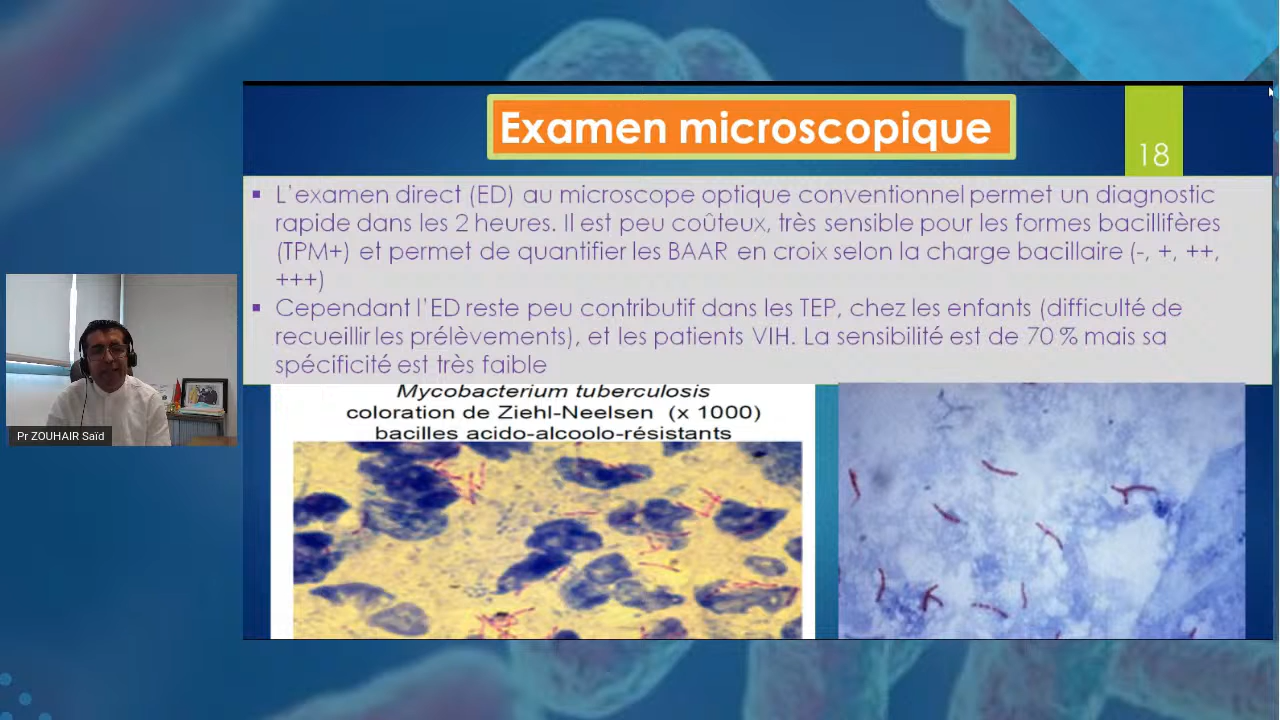 Examen microscopique
18
▪ L'examen direct (ED) au microscope optique conventionnel permet un diagnostic
rapide dans les 2 heures. Il est peu coûteux, très sensible pour les formes bacillifères
(TPM+) et permet de quantifier les BAAR en croix selon la charge bacillaire (-, +, ++,
+++)
▪ Cependant l'ED reste peu contributif dans les TEP, chez les enfants (difficulté de
recueillir les prélèvements), et les patients VIH. La sensibilité est de 70 % mais sa
spécificité est très faible
Mycobacterium tuberculosis
coloration de Ziehl-Neelsen (x 1000)
bacilles acido-alcoolo-résistants
Pr ZOUHAIR Saïd